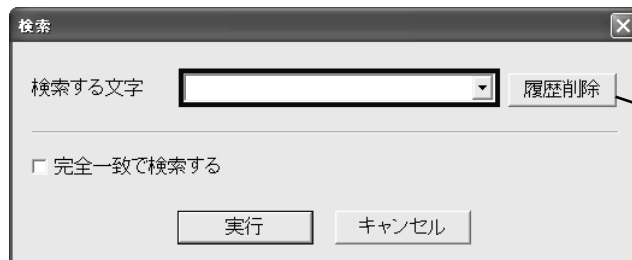 検索
検索する文字
履歴削除
完全一致で検索する
実行
キャンセル